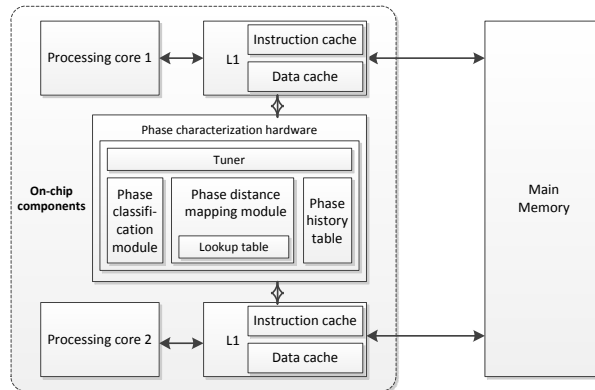 Processing core 1
L1
Instruction cache
Data cache
Phase characterization hardware
Tuner
Phase
classifi-
cation
module
Phase distance
mapping module
Lookup table
Phase
history
table
On-chip
components
Main
Memory
Processing core 2
L1
Instruction cache
Data cache